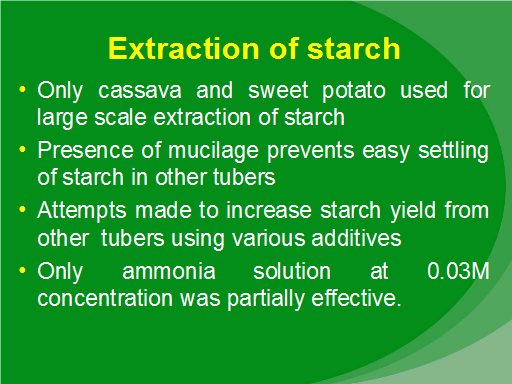 Extraction of starch
• Only cassava and sweet potato used for
large scale extraction of starch
• Presence of mucilage prevents easy settling
of starch in other tubers
• Attempts made to increase starch yield from
other  tubers using various additives
• Only ammonia solution at 0.03M
concentration was partially effective.